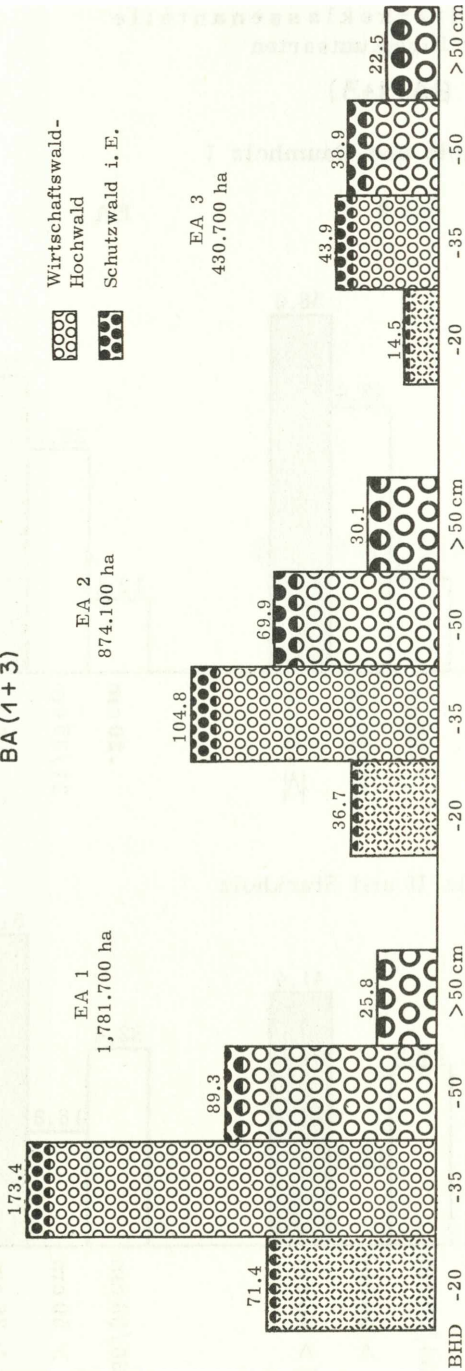 BA (1 + 3)
Wirtschaftswald-
Hochwald
Schutzwald i. E.
EA 1
1,781.700 ha
71.4
173.4
89.3
25.8
BHD -20 -35 -50 > 50 cm
EA 2
874.100 ha
36.7
104.8
69.9
30.1
-20 -35 -50 > 50 cm
EA 3
430.700 ha
14.5
43.9
38.9
22.5
-20 -35 -50 > 50 cm